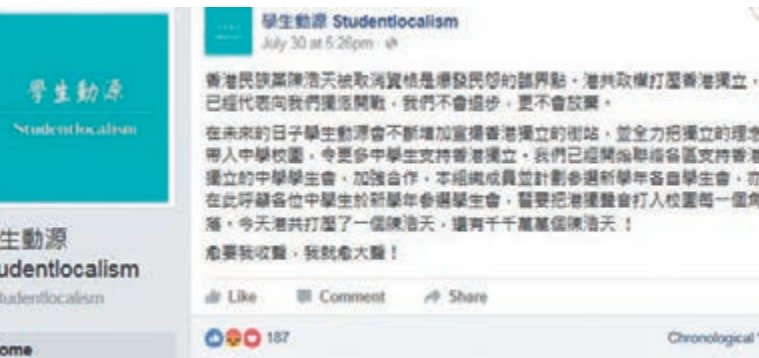 學生動源 Studentlocalism
July 30 at 5:26pm
學生動源
Studentlocalism
香港民族黨陳浩天被取消資格是爆發民怨的臨界點。港共政權打壓香港獨立，
已經代表向我們獨派開戰。我們不會退步，更不會放棄。
在未來的日子學生動源會不斷增加宣揚香港獨立的街站，並全力把獨立的理念
帶入中學校園，令更多中學生支持香港獨立。我們已經開始聯絡各區支持香港
獨立的中學學生會，加強合作。本組織成員並計劃參選新學年各自學生會，亦
在此呼籲各位中學生於新學年參選學生會，誓要把港獨聲音打入校園每一個角
落。今天港共打壓了一個陳浩天，還有千千萬萬個陳浩天！
愈要我收聲，我就愈大聲！
生動源
udentlocalism
tudentlocalism
Like Comment Share
187 Chronological
ome